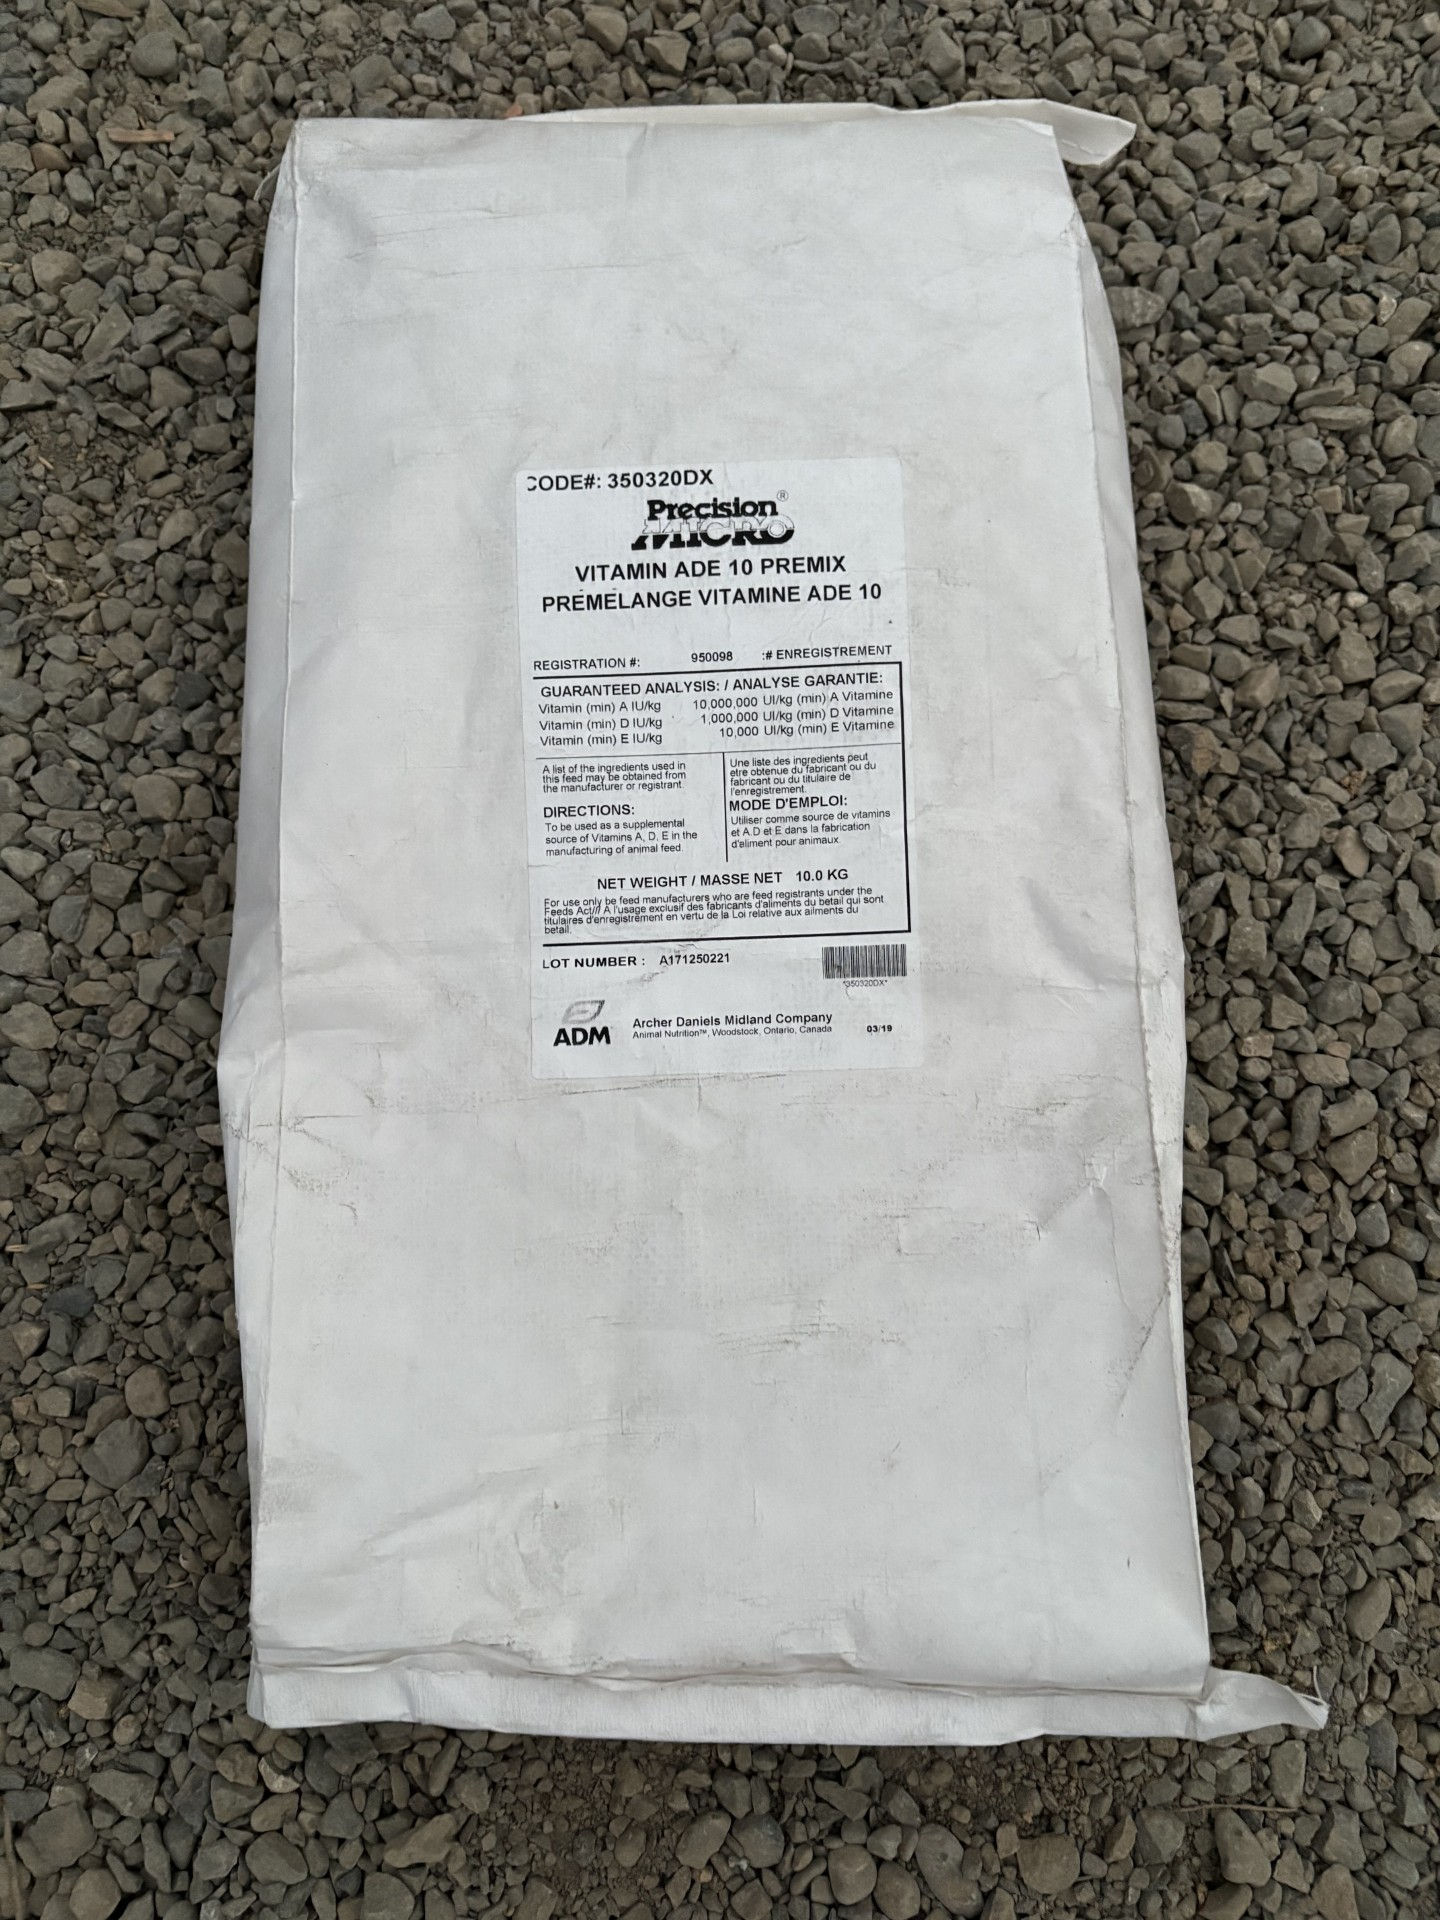 CODE#: 350320DX
Precision®
MICRO
VITAMIN ADE 10 PREMIX
PRÉMELANGE VITAMINE ADE 10
REGISTRATION #: 950098 :# ENREGISTREMENT
GUARANTEED ANALYSIS: / ANALYSE GARANTIE:
Vitamin (min) A IU/kg 10,000,000 UI/kg (min) A Vitamine
Vitamin (min) D IU/kg 1,000,000 UI/kg (min) D Vitamine
Vitamin (min) E IU/kg 10,000 UI/kg (min) E Vitamine
A list of the ingredients used in
this feed may be obtained from
the manufacturer or registrant.
DIRECTIONS:
To be used as a supplemental
source of Vitamins A, D, E in the
manufacturing of animal feed.
Une liste des ingredients peut
etre obtenue du fabricant ou du
fabricant ou du titulaire de
l'enregistrement.
MODE D'EMPLOI:
Utiliser comme source de vitamins
et A,D et E dans la fabrication
d'aliment pour animaux.
NET WEIGHT / MASSE NET 10.0 KG
For use only be feed manufacturers who are feed registrants under the
Feeds Act/// A l'usage exclusif des fabricants d'aliments du betail qui sont
titulaires d'enregistrement en vertu de la Loi relative aux ailments du
betail.
LOT NUMBER : A171250221
*350320DX*
ADM
Archer Daniels Midland Company
Animal Nutrition™, Woodstock, Ontario, Canada 03/19